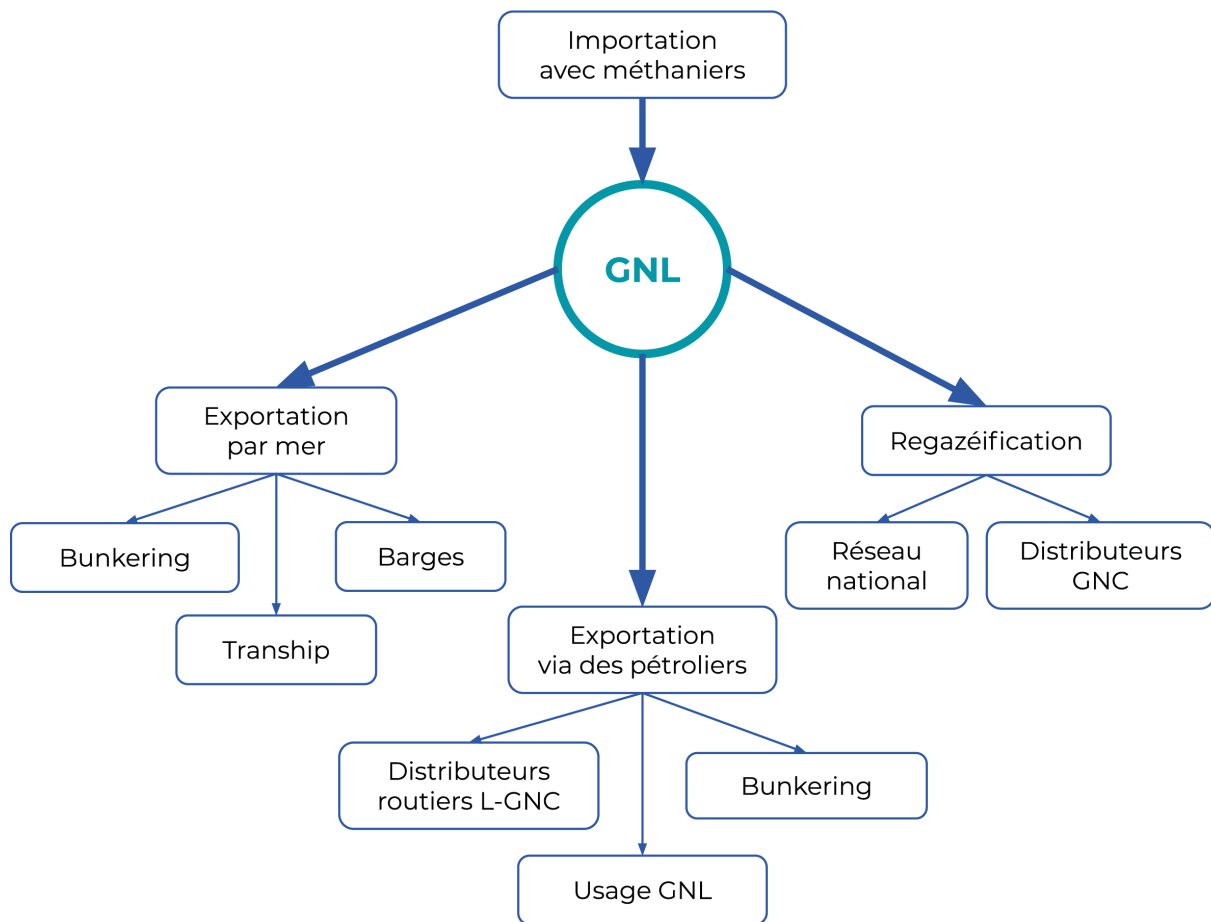 Importation
avec méthaniers
GNL
Exportation
par mer
Regazéification
Bunkering
Barges
Tranship
Réseau
national
Distributeurs
GNC
Exportation
via des pétroliers
Distributeurs
routiers L-GNC
Bunkering
Usage GNL